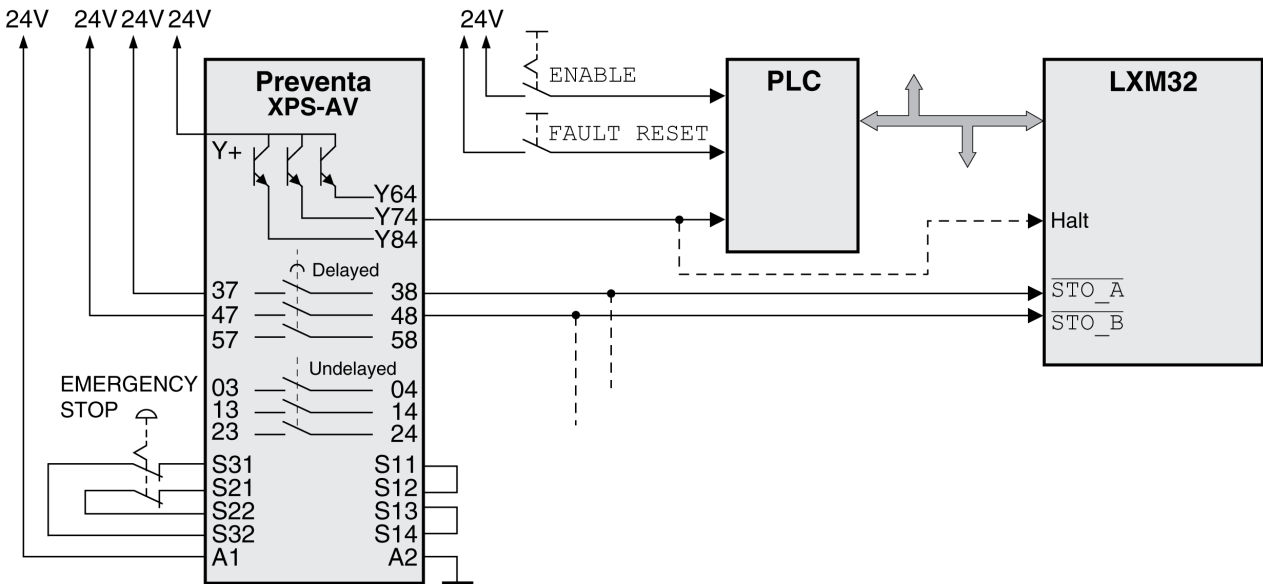 24V 24V 24V 24V 24V
Preventa
XPS-AV
PLC
LXM32
ENABLE
FAULT RESET
Y+
Y64
Y74
Y84
Halt
Delayed
37 38
47 48
57 58
STO_A
STO_B
Undelayed
03 04
13 14
23 24
EMERGENCY
STOP
S31 S11
S21 S12
S22 S13
S32 S14
A1 A2